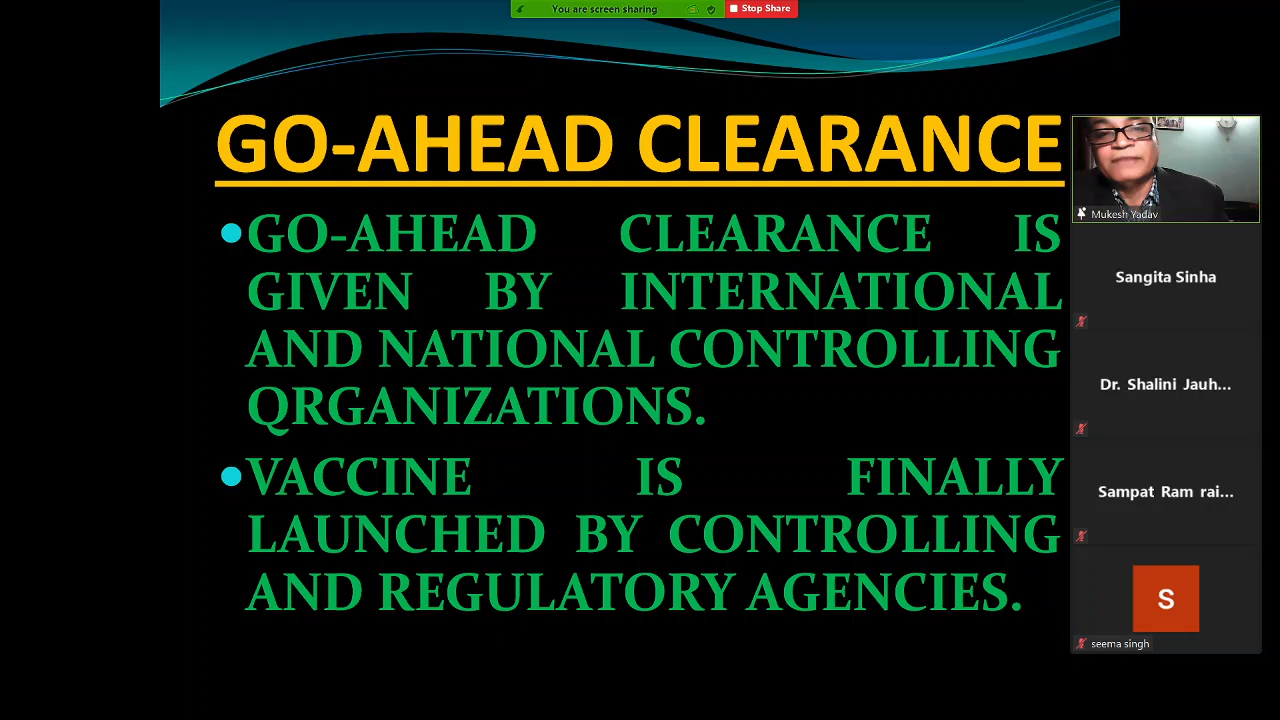 You are screen sharing
Stop Share
GO-AHEAD CLEARANCE
GO-AHEAD CLEARANCE IS
GIVEN BY INTERNATIONAL
AND NATIONAL CONTROLLING
QRGANIZATIONS.
VACCINE IS FINALLY
LAUNCHED BY CONTROLLING
AND REGULATORY AGENCIES.
Mukesh Yadav
Sangita Sinha
Dr. Shalini Jauh...
Sampat Ram rai...
S
seema singh